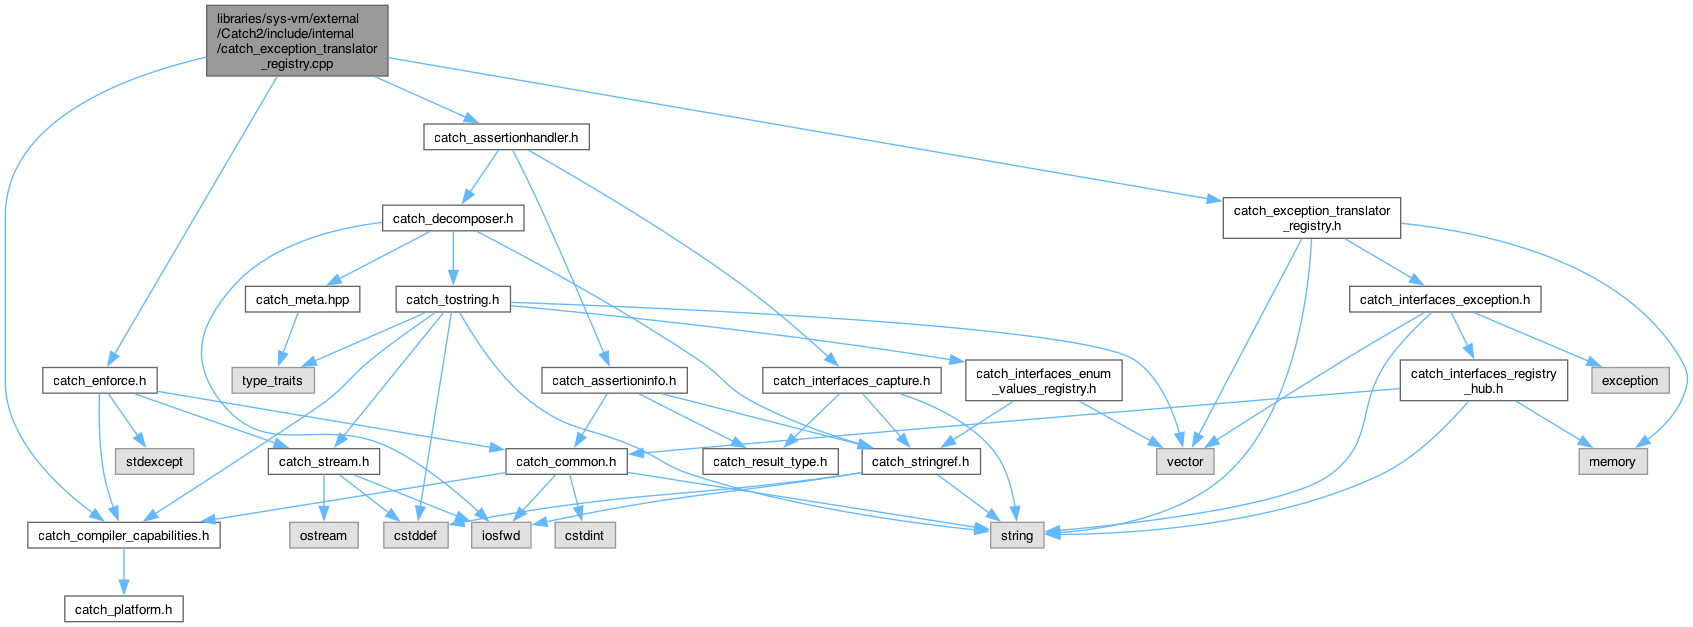 libraries/sys-vm/external
/Catch2/include/internal
/catch_exception_translator
_registry.cpp
catch_assertionhandler.h
catch_decomposer.h
catch_exception_translator
_registry.h
catch_meta.hpp
catch_tostring.h
catch_interfaces_exception.h
catch_enforce.h
type_traits
catch_assertioninfo.h
catch_interfaces_capture.h
catch_interfaces_enum
_values_registry.h
catch_interfaces_registry
_hub.h
exception
stdexcept
catch_stream.h
catch_common.h
catch_result_type.h
catch_stringref.h
vector
memory
catch_compiler_capabilities.h
ostream
cstddef
iosfwd
cstdint
string
catch_platform.h